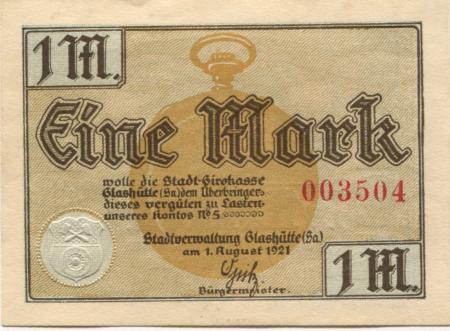 1 M.
Eine Mark
wolle die Stadt-Girokasse
Glashütte (Sa) dem Überbringer
dieses vergüten zu Lasten
unseres Kontos No 5
003504
Stadtverwaltung Glashütte (Sa)
am 1. August 1921
Bürgermeister.
1 M.